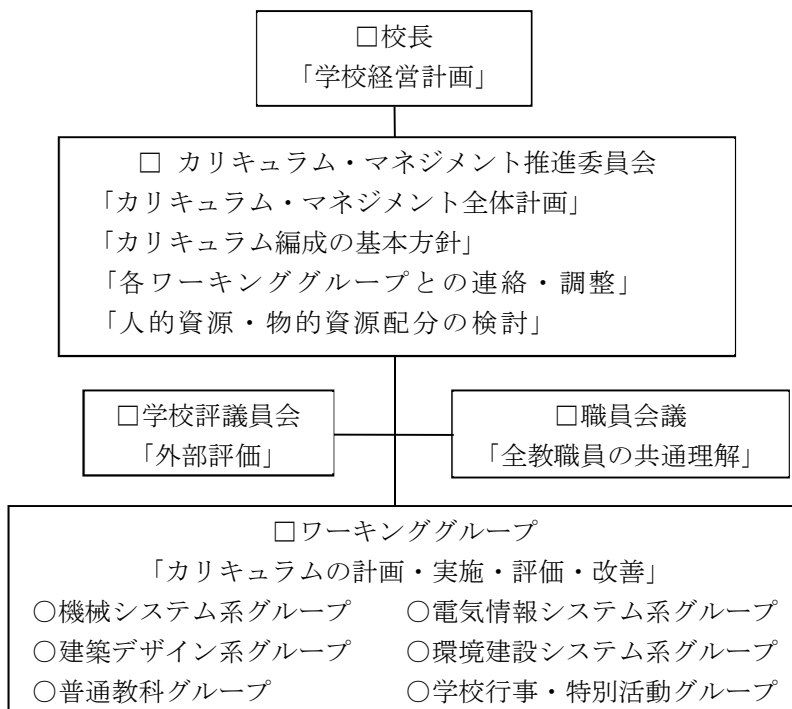 □校長
「学校経営計画」
□ カリキュラム・マネジメント推進委員会
「カリキュラム・マネジメント全体計画」
「カリキュラム編成の基本方針」
「各ワーキンググループとの連絡・調整」
「人的資源・物的資源配分の検討」
□学校評議員会
「外部評価」
□職員会議
「全教職員の共通理解」
□ワーキンググループ
「カリキュラムの計画・実施・評価・改善」
○機械システム系グループ ○電気情報システム系グループ
○建築デザイン系グループ ○環境建設システム系グループ
○普通教科グループ ○学校行事・特別活動グループ